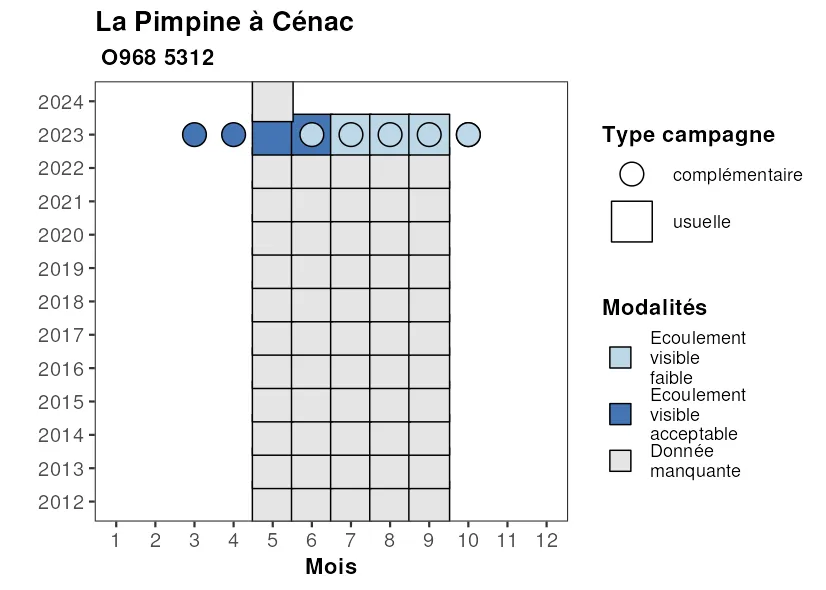 La Pimpine à Cénac
O968 5312
2024
2023
2022
2021
2020
2019
2018
2017
2016
2015
2014
2013
2012
1 2 3 4 5 6 7 8 9 10 11 12
Mois
Type campagne
complémentaire
usuelle
Modalités
Ecoulement
visible
faible
Ecoulement
visible
acceptable
Donnée
manquante